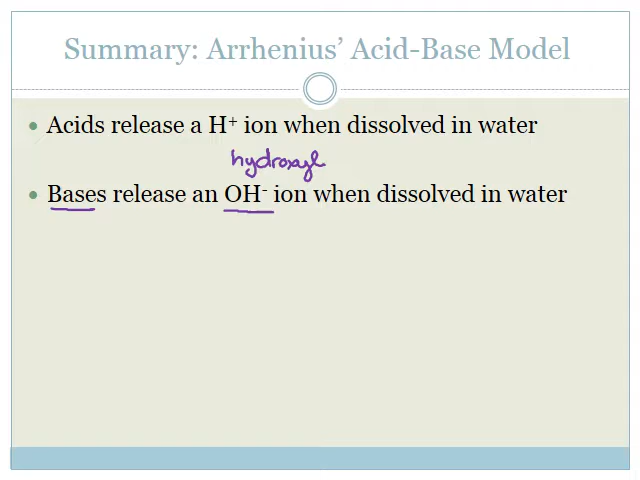 Summary: Arrhenius’ Acid-Base Model
• Acids release a H⁺ ion when dissolved in water
hydroxyl
• Bases release an OH⁻ ion when dissolved in water